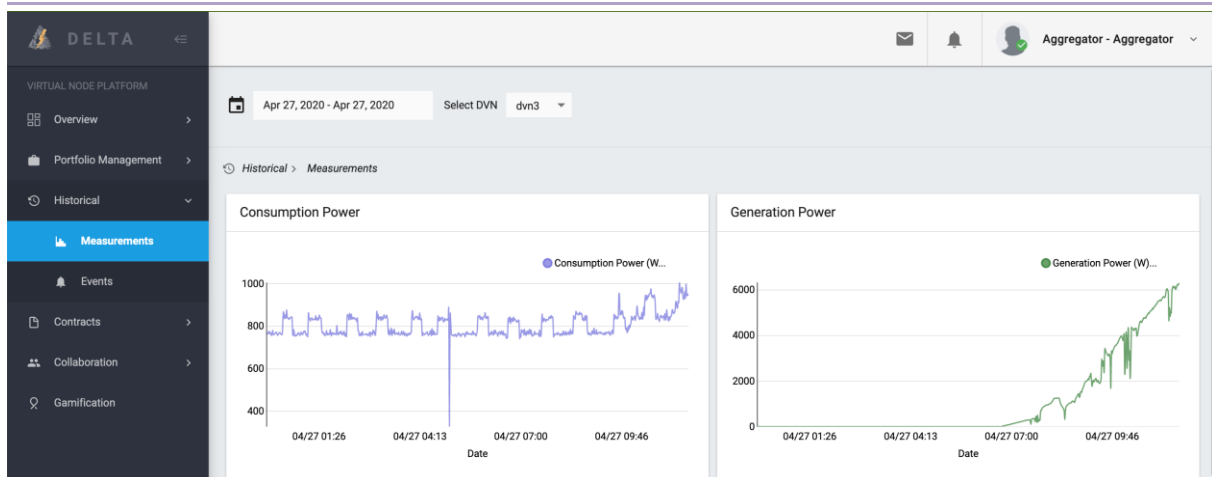 DELTA
Aggregator - Aggregator
VIRTUAL NODE PLATFORM
Overview
Portfolio Management
Historical
Measurements
Events
Contracts
Collaboration
Gamification
Apr 27, 2020 - Apr 27, 2020 Select DVN dvn3
Historical > Measurements
Consumption Power
Consumption Power (W...
1000
800
600
400
04/27 01:26 04/27 04:13 04/27 07:00 04/27 09:46
Date
Generation Power
Generation Power (W)...
6000
4000
2000
0
04/27 01:26 04/27 04:13 04/27 07:00 04/27 09:46
Date